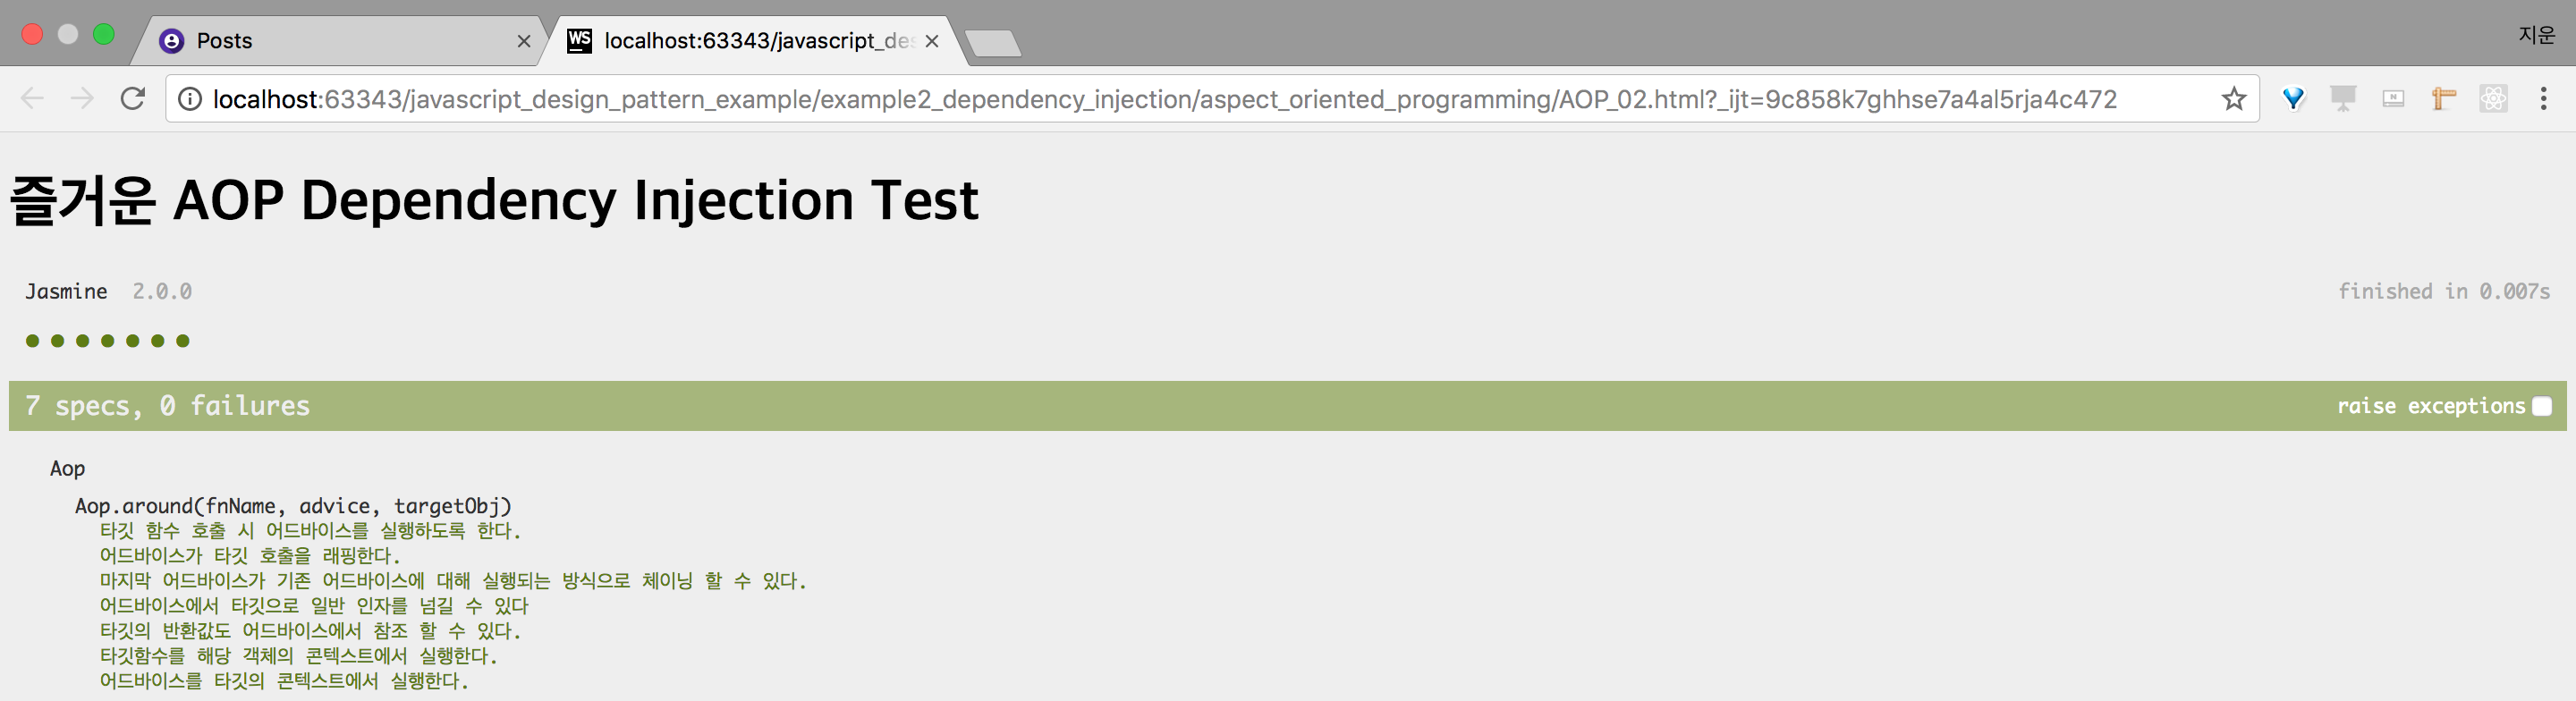 Posts
WS localhost:63343/javascript_de
지운
localhost:63343/javascript_design_pattern_example/example2_dependency_injection/aspect_oriented_programming/AOP_02.html?_ijt=9c858k7ghhse7a4al5rja4c472
즐거운 AOP Dependency Injection Test
Jasmine 2.0.0
finished in 0.007s
7 specs, 0 failures
raise exceptions
Aop
Aop.around(fnName, advice, targetObj)
타깃 함수 호출 시 어드바이스를 실행하도록 한다.
어드바이스가 타깃 호출을 래핑한다.
마지막 어드바이스가 기존 어드바이스에 대해 실행되는 방식으로 체이닝 할 수 있다.
어드바이스에서 타깃으로 일반 인자를 넘길 수 있다
타깃의 반환값도 어드바이스에서 참조 할 수 있다.
타깃함수를 해당 객체의 콘텍스트에서 실행한다.
어드바이스를 타깃의 콘텍스트에서 실행한다.